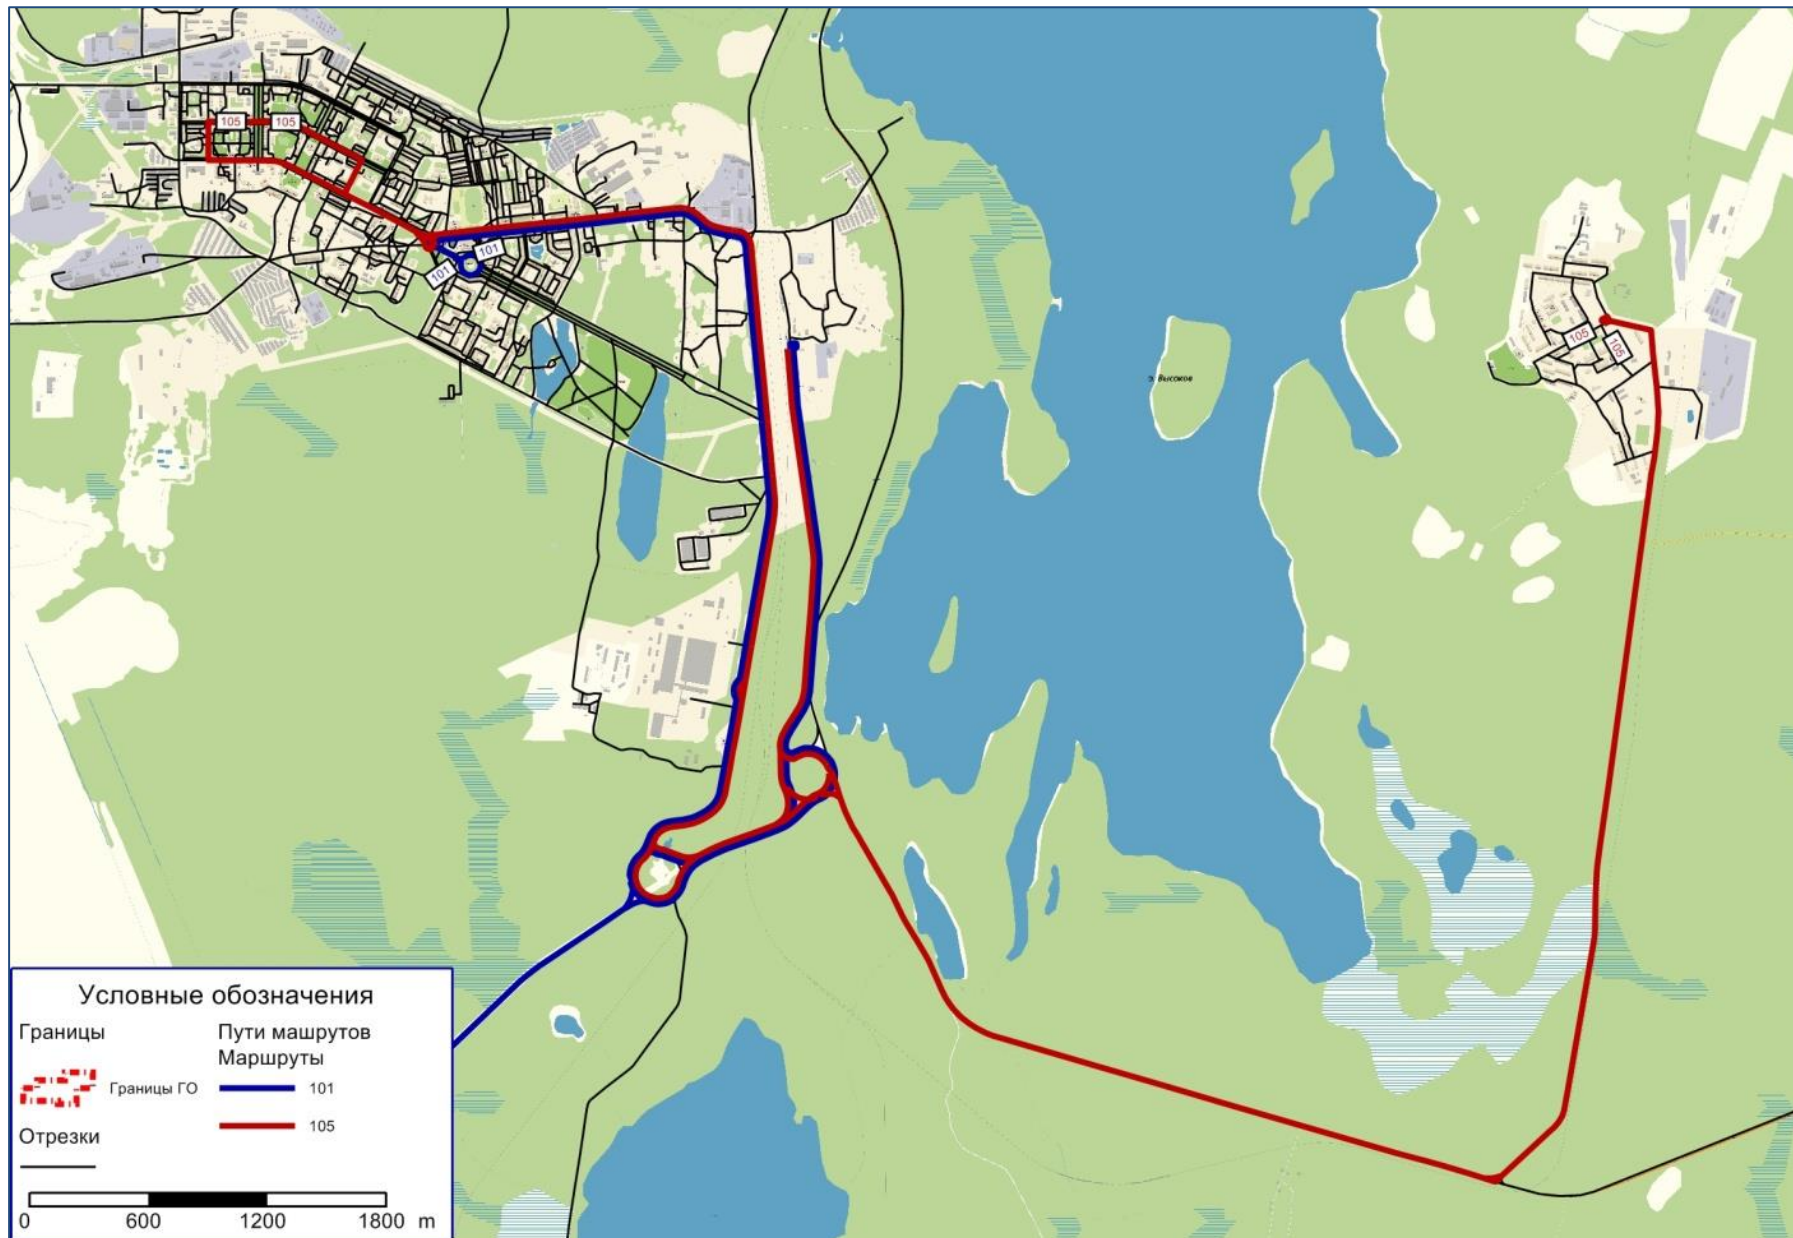 105 105
101 101
о. Высоков
105 105
Условные обозначения
Границы
Границы ГО
Отрезки
Пути машрутов
Маршруты
101
105
0 600 1200 1800 m